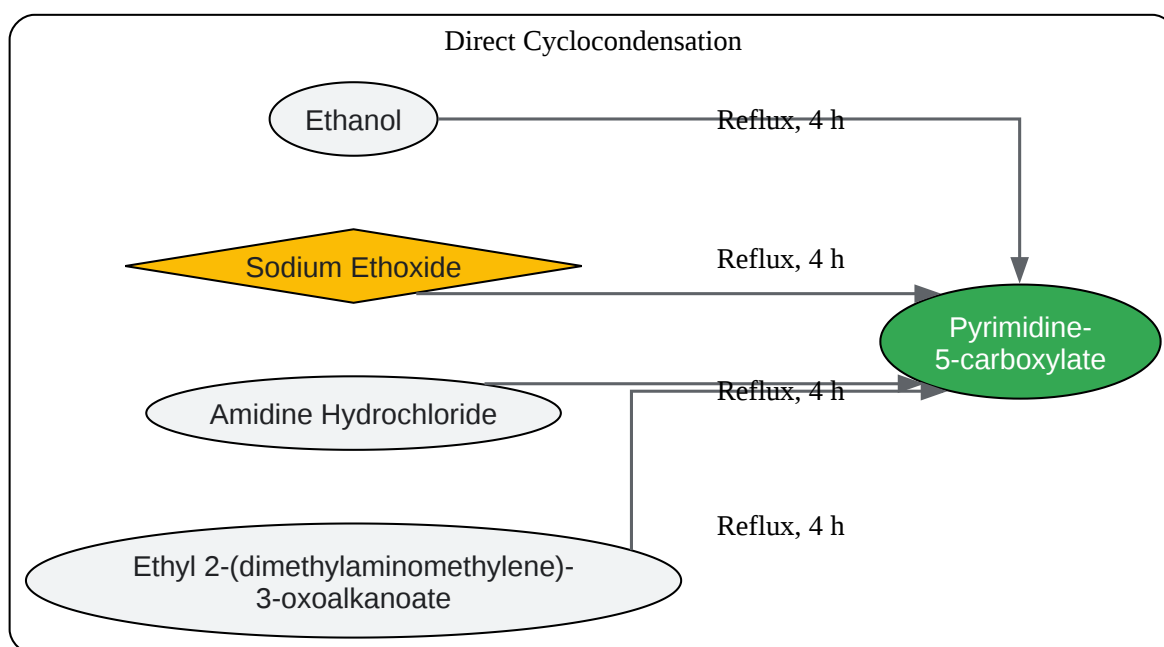 Direct Cyclocondensation
Ethanol
Reflux, 4 h
Sodium Ethoxide
Reflux, 4 h
Pyrimidine-
5-carboxylate
Amidine Hydrochloride
Reflux, 4 h
Ethyl 2-(dimethylaminomethylene)-
3-oxoalkanoate
Reflux, 4 h